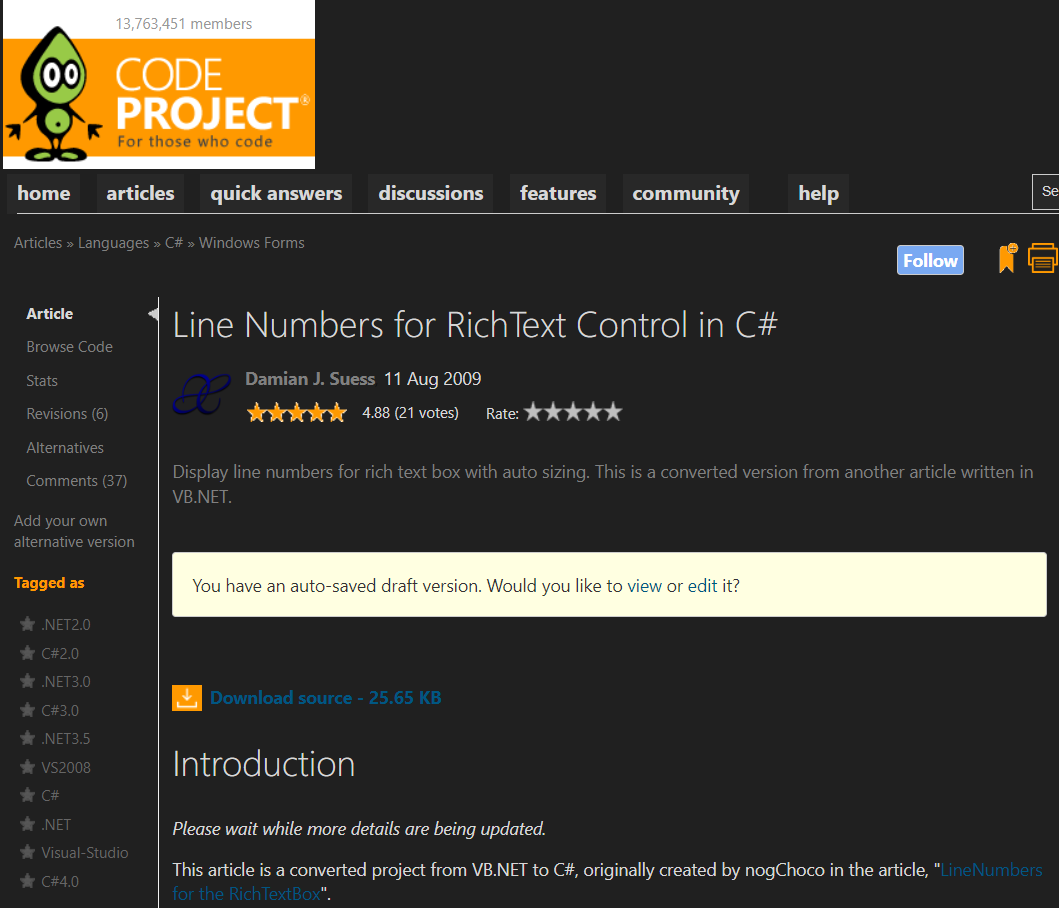 13,763,451 members
CODE
PROJECT®
For those who code
home articles quick answers discussions features community help Se
Articles » Languages » C# » Windows Forms
Follow
Article
Browse Code
Stats
Revisions (6)
Alternatives
Comments (37)
Add your own
alternative version
Tagged as
.NET2.0
C#2.0
.NET3.0
C#3.0
.NET3.5
VS2008
C#
.NET
Visual-Studio
C#4.0
Line Numbers for RichText Control in C#
Damian J. Suess 11 Aug 2009
4.88 (21 votes) Rate:
Display line numbers for rich text box with auto sizing. This is a converted version from another article written in
VB.NET.
You have an auto-saved draft version. Would you like to view or edit it?
Download source - 25.65 KB
Introduction
Please wait while more details are being updated.
This article is a converted project from VB.NET to C#, originally created by nogChoco in the article, "LineNumbers
for the RichTextBox".